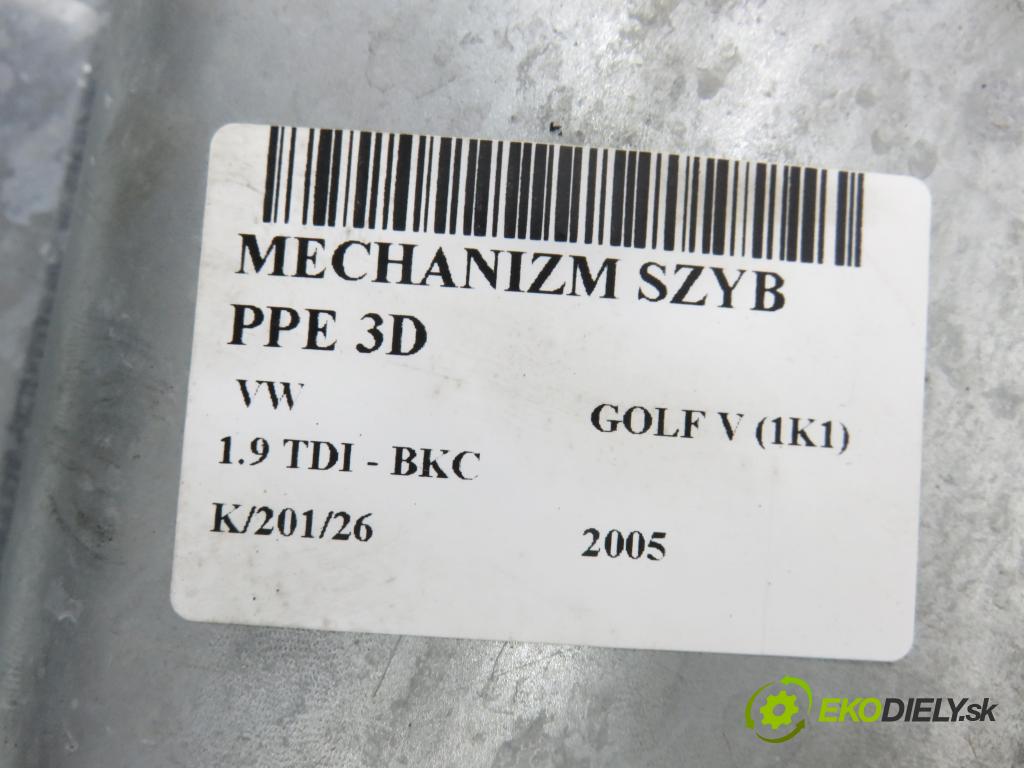 MECHANIZM SZYB
PPE 3D
VW GOLF V (1K1)
1.9 TDI - BKC
K/201/26 2005
EKODIELY.sk